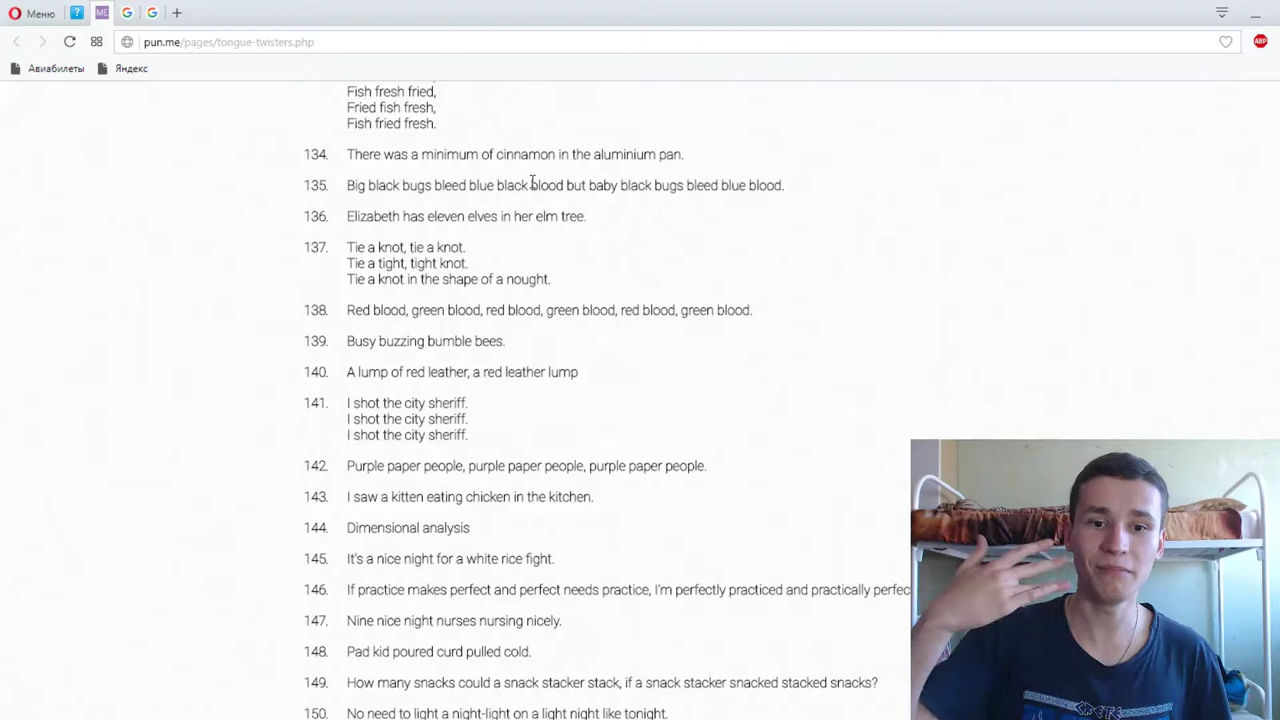 Меню
?
ME
pun.me/pages/tongue-twisters.php
ABP
Авиабилеты
Яндекс
Fish fresh fried,
Fried fish fresh,
Fish fried fresh.
134. There was a minimum of cinnamon in the aluminium pan.
135. Big black bugs bleed blue black blood but baby black bugs bleed blue blood.
136. Elizabeth has eleven elves in her elm tree.
137. Tie a knot, tie a knot.
Tie a tight, tight knot.
Tie a knot in the shape of a nought.
138. Red blood, green blood, red blood, green blood, red blood, green blood.
139. Busy buzzing bumble bees.
140. A lump of red leather, a red leather lump
141. I shot the city sheriff.
I shot the city sheriff.
I shot the city sheriff.
142. Purple paper people, purple paper people, purple paper people.
143. I saw a kitten eating chicken in the kitchen.
144. Dimensional analysis
145. It's a nice night for a white rice fight.
146. If practice makes perfect and perfect needs practice, I'm perfectly practiced and practically perfec
147. Nine nice night nurses nursing nicely.
148. Pad kid poured curd pulled cold.
149. How many snacks could a snack stacker stack, if a snack stacker snacked stacked snacks?
150. No need to light a night-light on a light night like tonight.